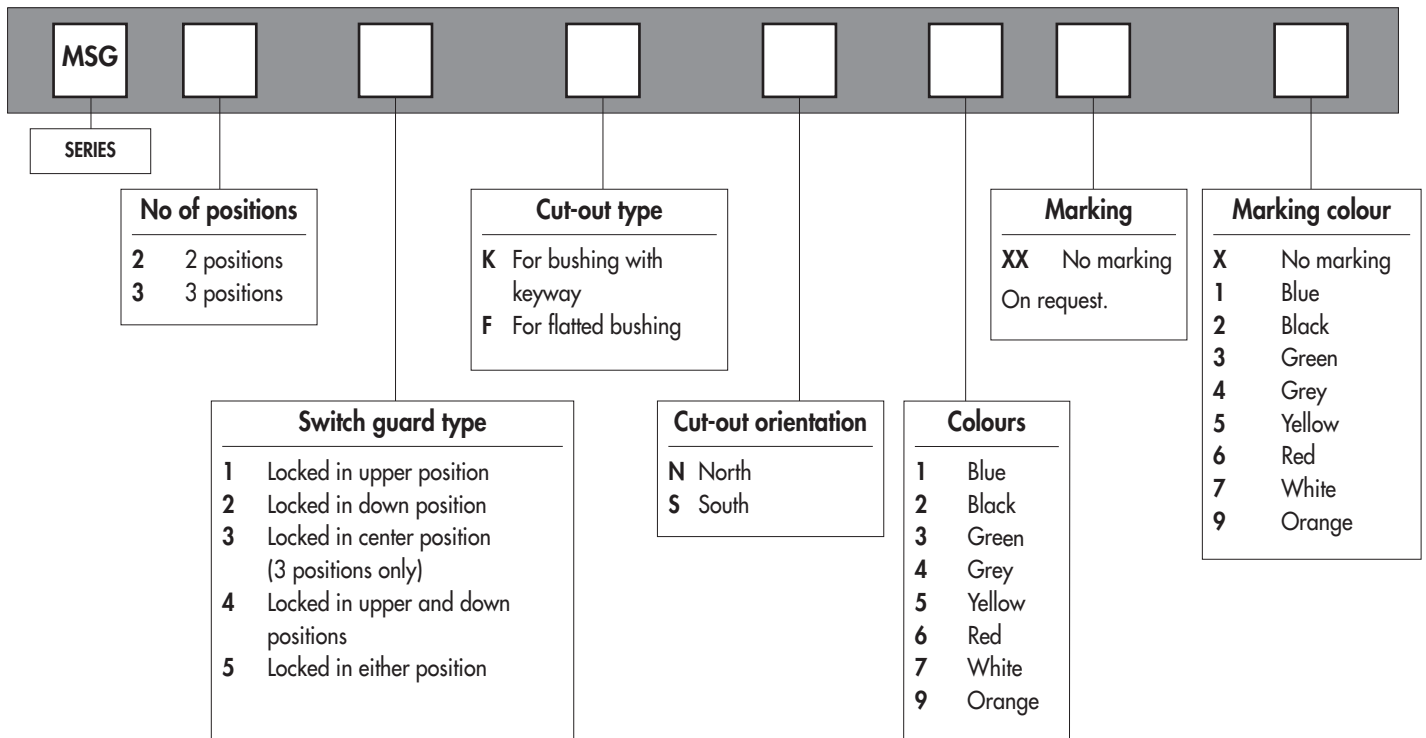 MSG
SERIES
No of positions
2 2 positions
3 3 positions
Cut-out type
K For bushing with
keyway
F For flatted bushing
Marking
XX No marking
On request.
Marking colour
X No marking
1 Blue
2 Black
3 Green
4 Grey
5 Yellow
6 Red
7 White
9 Orange
Switch guard type
1 Locked in upper position
2 Locked in down position
3 Locked in center position
(3 positions only)
4 Locked in upper and down
positions
5 Locked in either position
Cut-out orientation
N North
S South
Colours
1 Blue
2 Black
3 Green
4 Grey
5 Yellow
6 Red
7 White
9 Orange